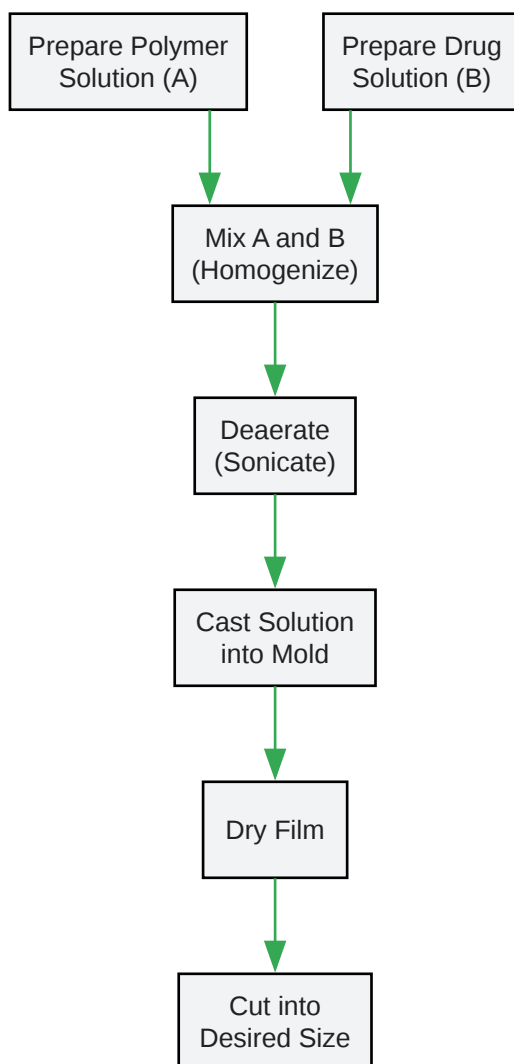 Prepare Polymer
Solution (A)
Prepare Drug
Solution (B)
Mix A and B
(Homogenize)
Deaerate
(Sonicate)
Cast Solution
into Mold
Dry Film
Cut into
Desired Size